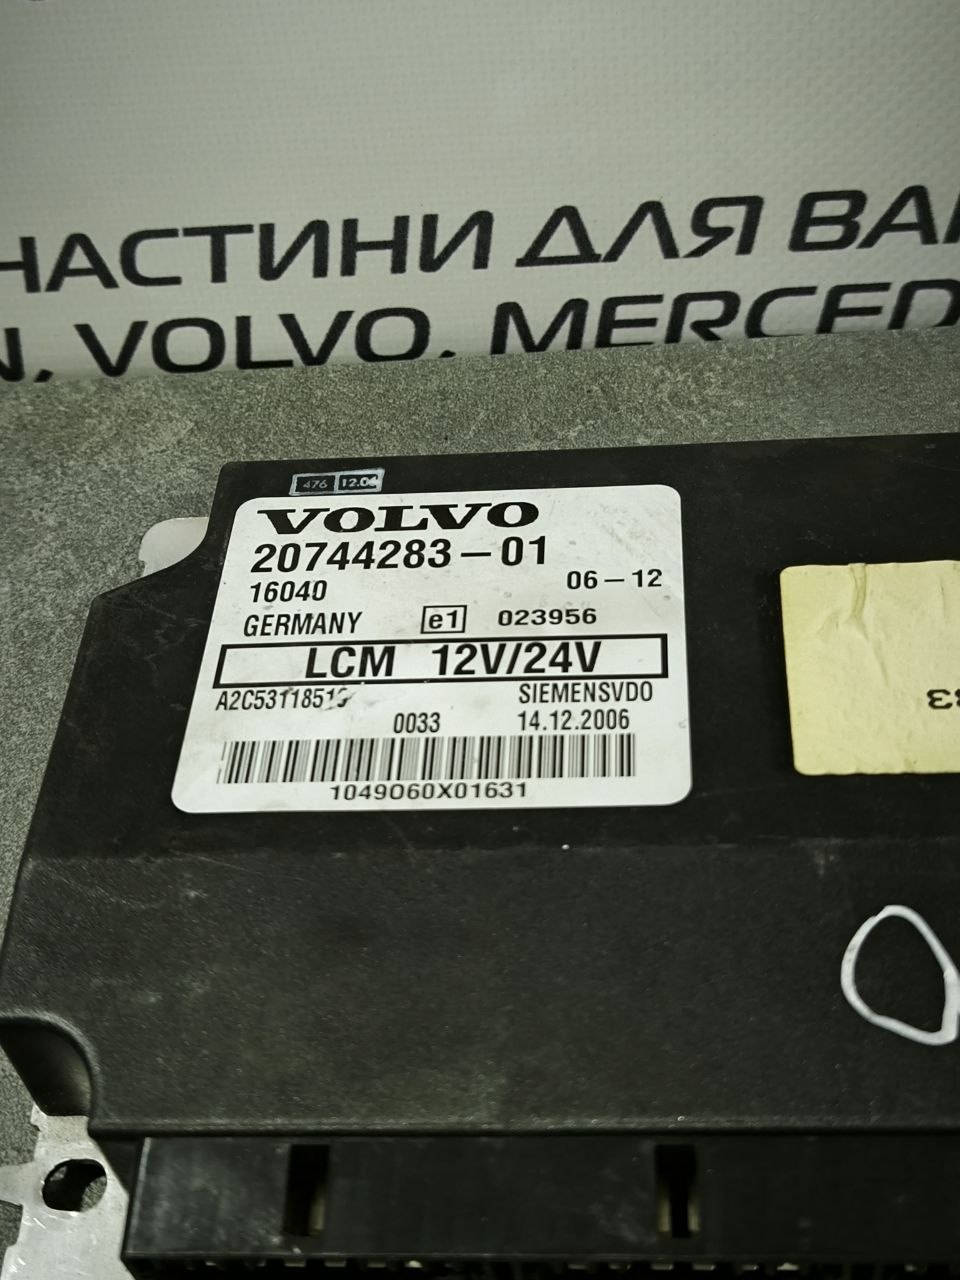 ЧАСТИНИ ДЛЯ ВА
N, VOLVO, MERCED
476 12.06
VOLVO
20744283-01
16040 06-12
GERMANY e1 023956
LCM 12V/24V
SIEMENSVDO
0033 14.12.2006
1049060X01631